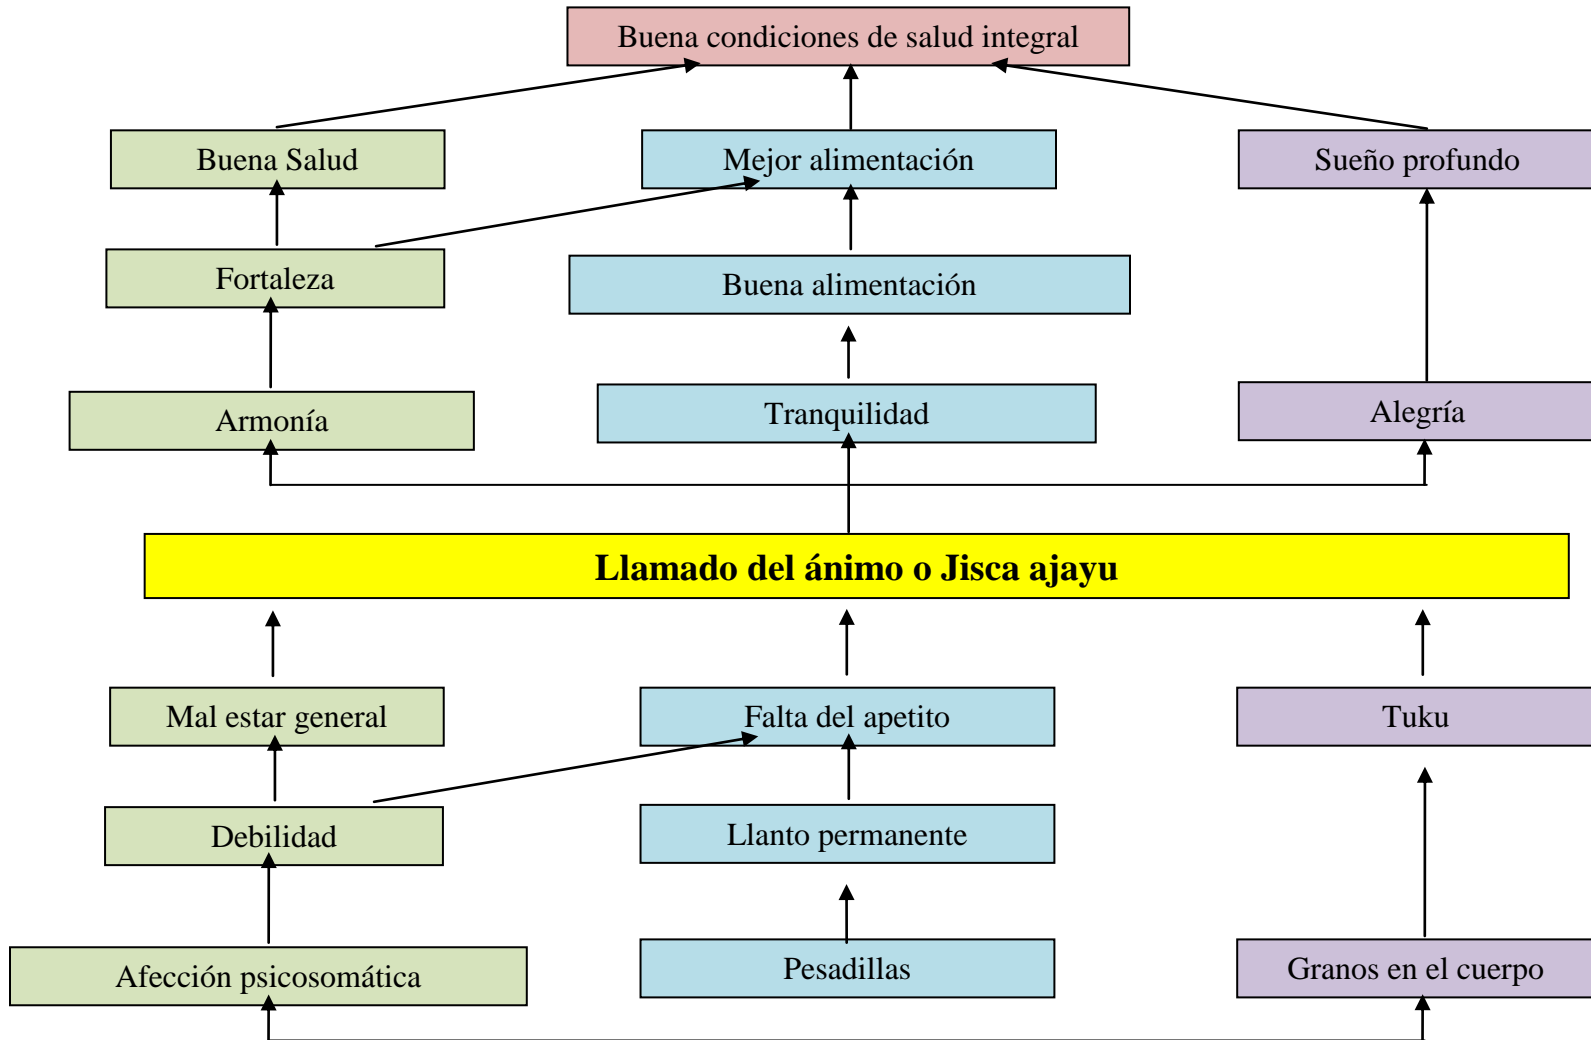 Buena condiciones de salud integral
Buena Salud
Mejor alimentación
Sueño profundo
Fortaleza
Buena alimentación
Armonía
Tranquilidad
Alegría
Llamado del ánimo o Jisca ajayu
Mal estar general
Falta del apetito
Tuku
Debilidad
Llanto permanente
Afección psicosomática
Pesadillas
Granos en el cuerpo